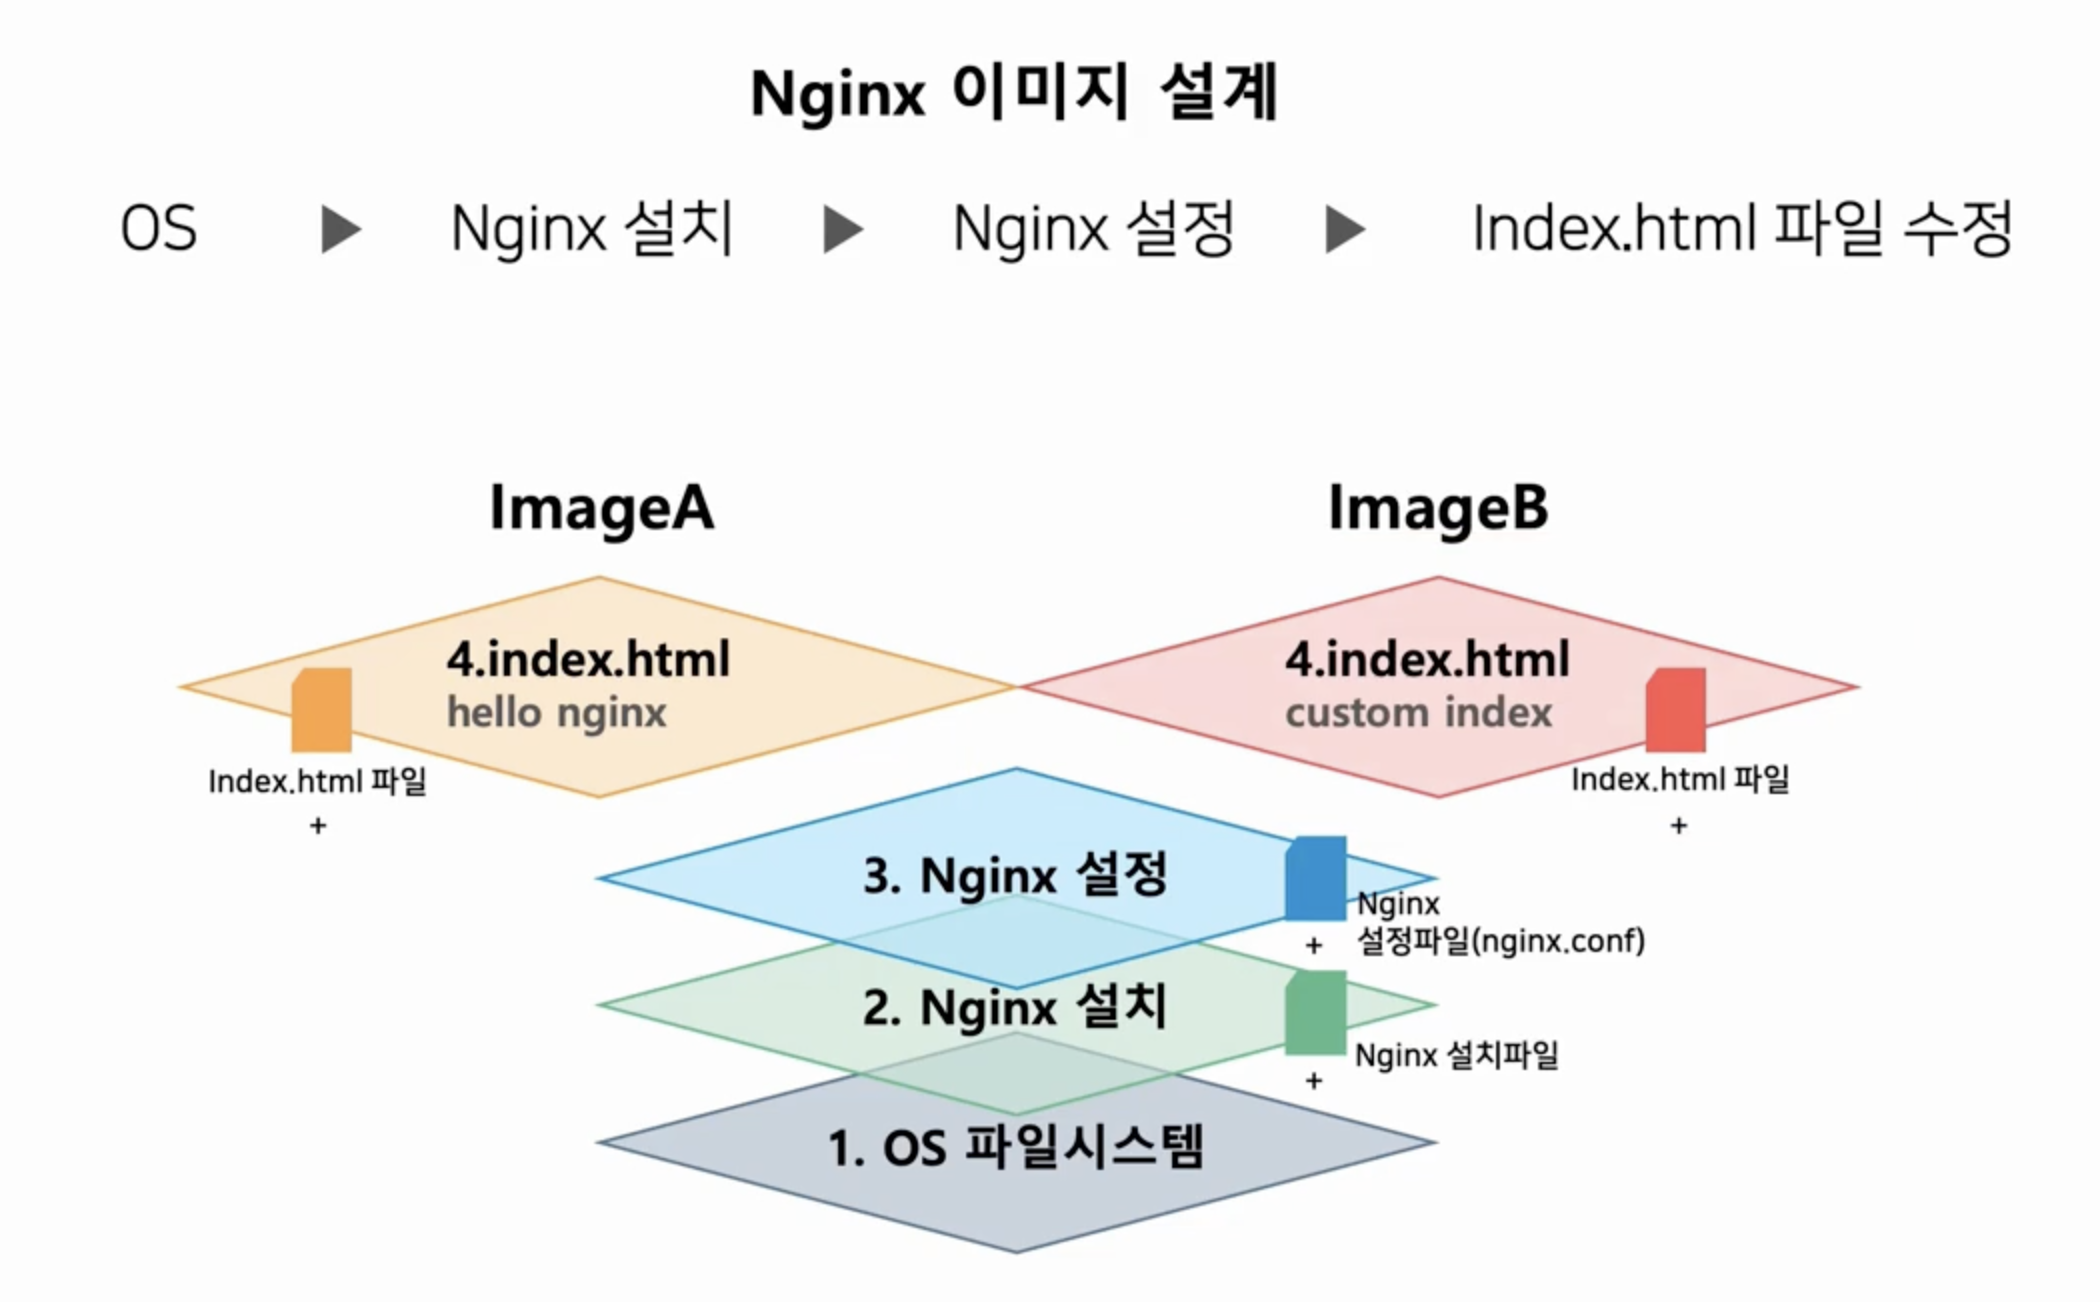 Nginx 이미지 설계
OS
Nginx 설치
Nginx 설정
Index.html 파일 수정
ImageA
ImageB
4.index.html
hello nginx
Index.html 파일
+
4.index.html
custom index
Index.html 파일
+
3. Nginx 설정
Nginx
+ 설정파일(nginx.conf)
2. Nginx 설치
Nginx 설치파일
+
1. OS 파일시스템